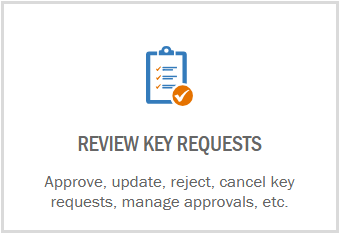 REVIEW KEY REQUESTS
Approve, update, reject, cancel key
requests, manage approvals, etc.